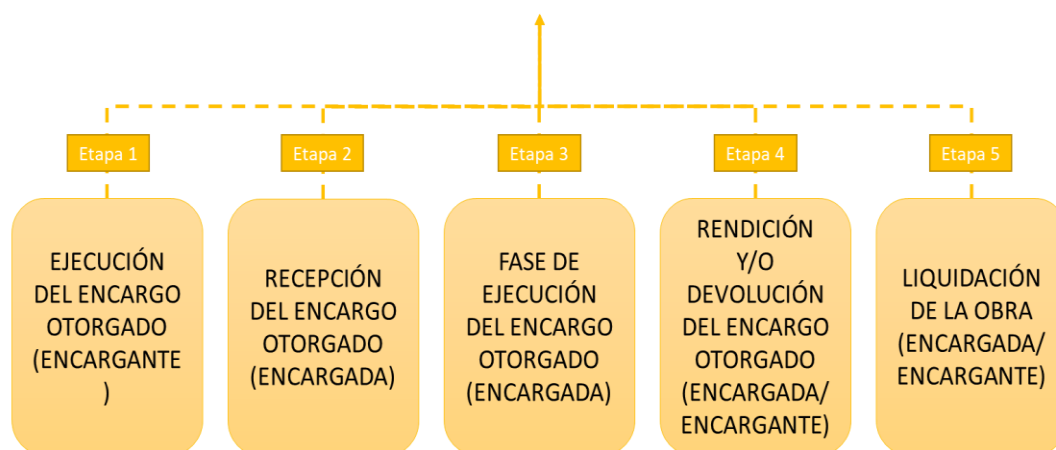 Etapa 1
EJECUCIÓN
DEL ENCARGO
OTORGADO
(ENCARGANTE
)
Etapa 2
RECEPCIÓN
DEL ENCARGO
OTORGADO
(ENCARGADA)
Etapa 3
FASE DE
EJECUCIÓN
DEL ENCARGO
OTORGADO
(ENCARGADA)
Etapa 4
RENDICIÓN
Y/O
DEVOLUCIÓN
DEL ENCARGO
OTORGADO
(ENCARGADA/
ENCARGANTE)
Etapa 5
LIQUIDACIÓN
DE LA OBRA
(ENCARGADA/
ENCARGANTE)